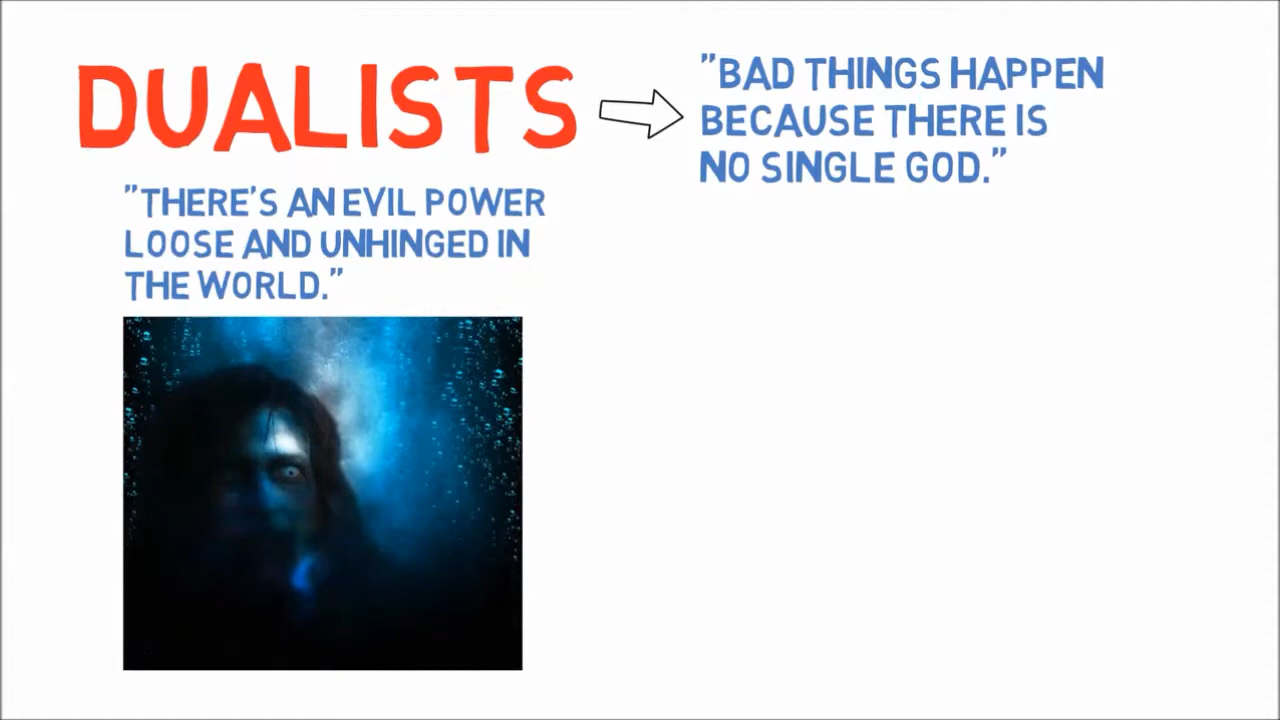 DUALISTS
"THERE'S AN EVIL POWER
LOOSE AND UNHINGED IN
THE WORLD."
"BAD THINGS HAPPEN
BECAUSE THERE IS
NO SINGLE GOD."